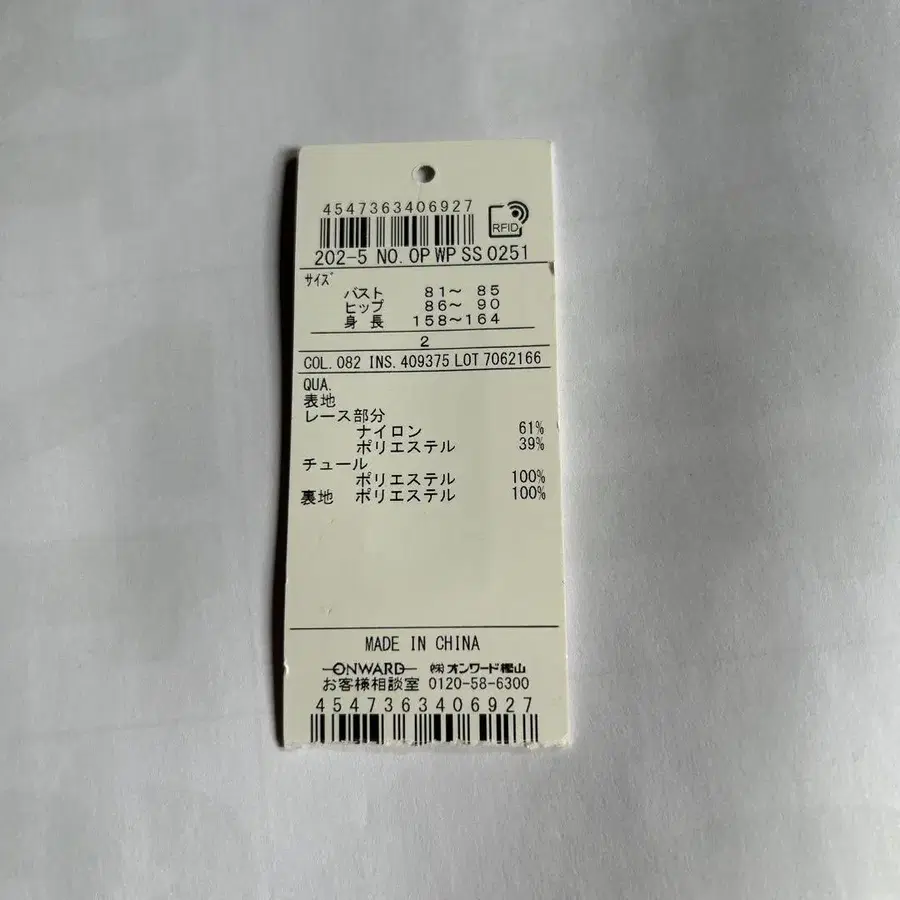 4547363406927
RFID
202-5 NO. OP WP SS 0251
サイズ
バスト 81～ 85
ヒップ 86～ 90
身長 158～164
2
COL. 082 INS. 409375 LOT 7062166
QUA.
表地
レース部分
ナイロン 61%
ポリエステル 39%
チュール
ポリエステル 100%
裏地 ポリエステル 100%
MADE IN CHINA
ONWARD ㈱オンワード樫山
お客様相談室 0120-58-6300
4547363406927